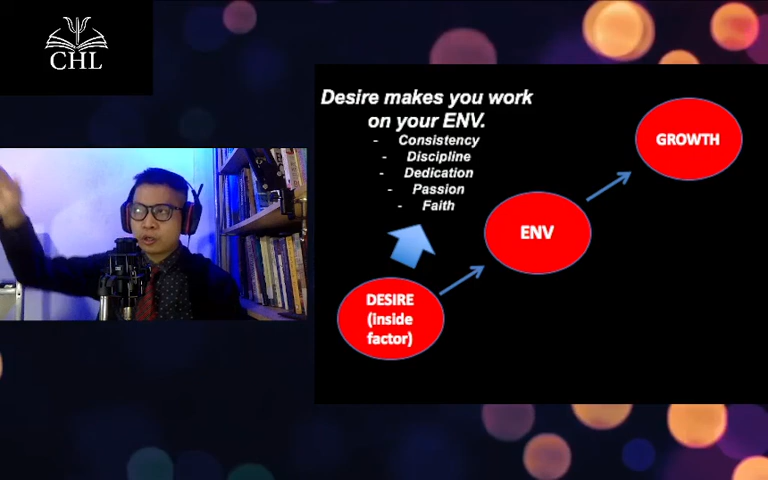 CHL
Desire makes you work
on your ENV.
- Consistency
- Discipline
- Dedication
- Passion
- Faith
GROWTH
ENV
DESIRE
(inside
factor)